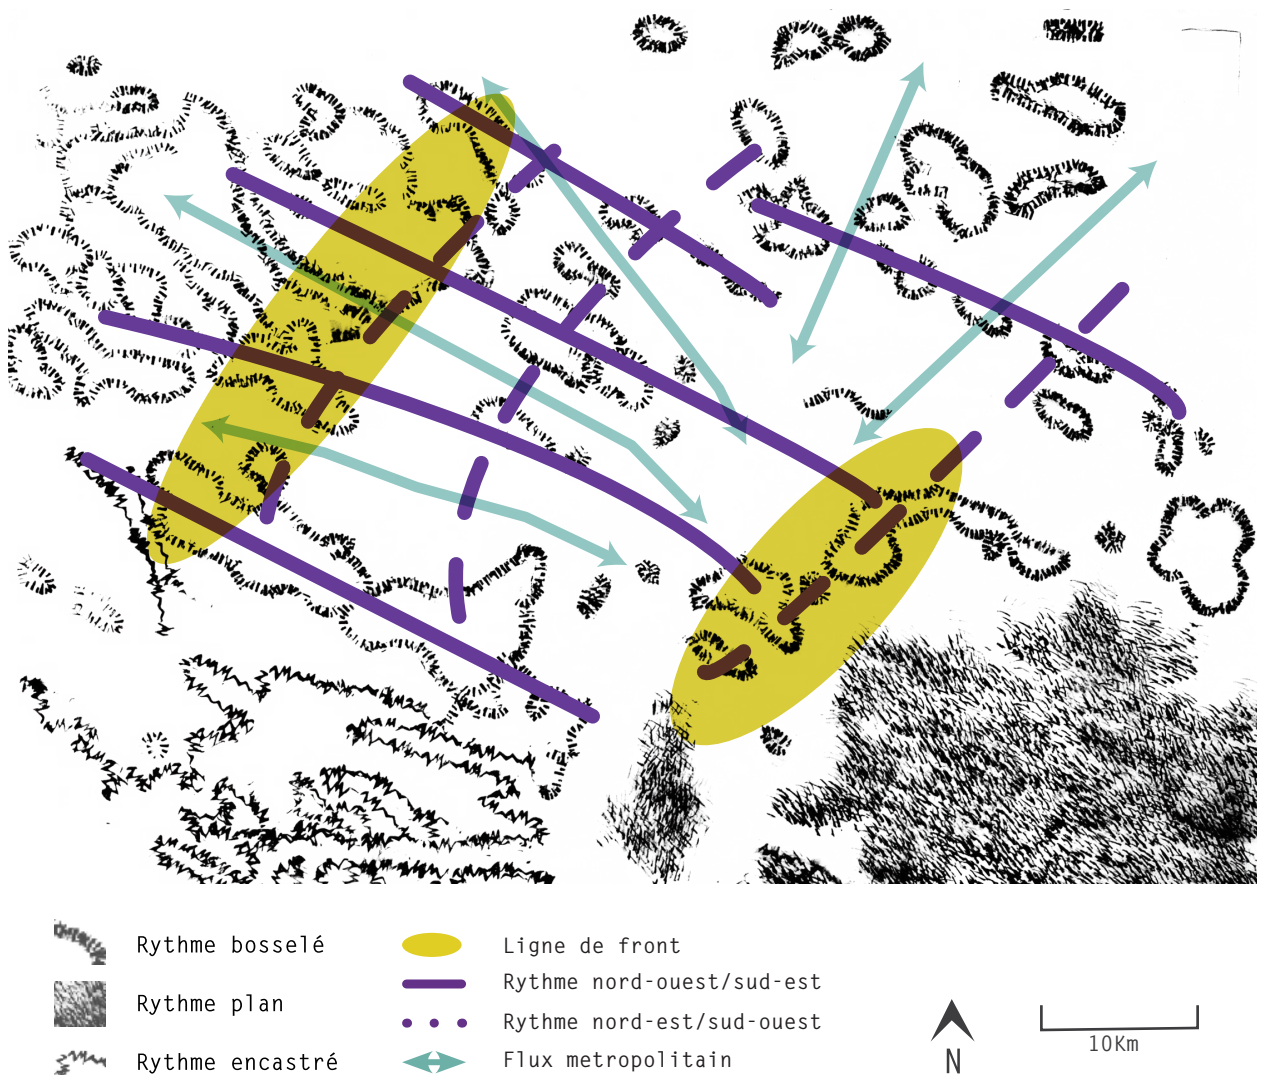 Rythme bosselé
Rythme plan
Rythme encastré
Ligne de front
Rythme nord-ouest/sud-est
Rythme nord-est/sud-ouest
Flux metropolitain
N
10Km